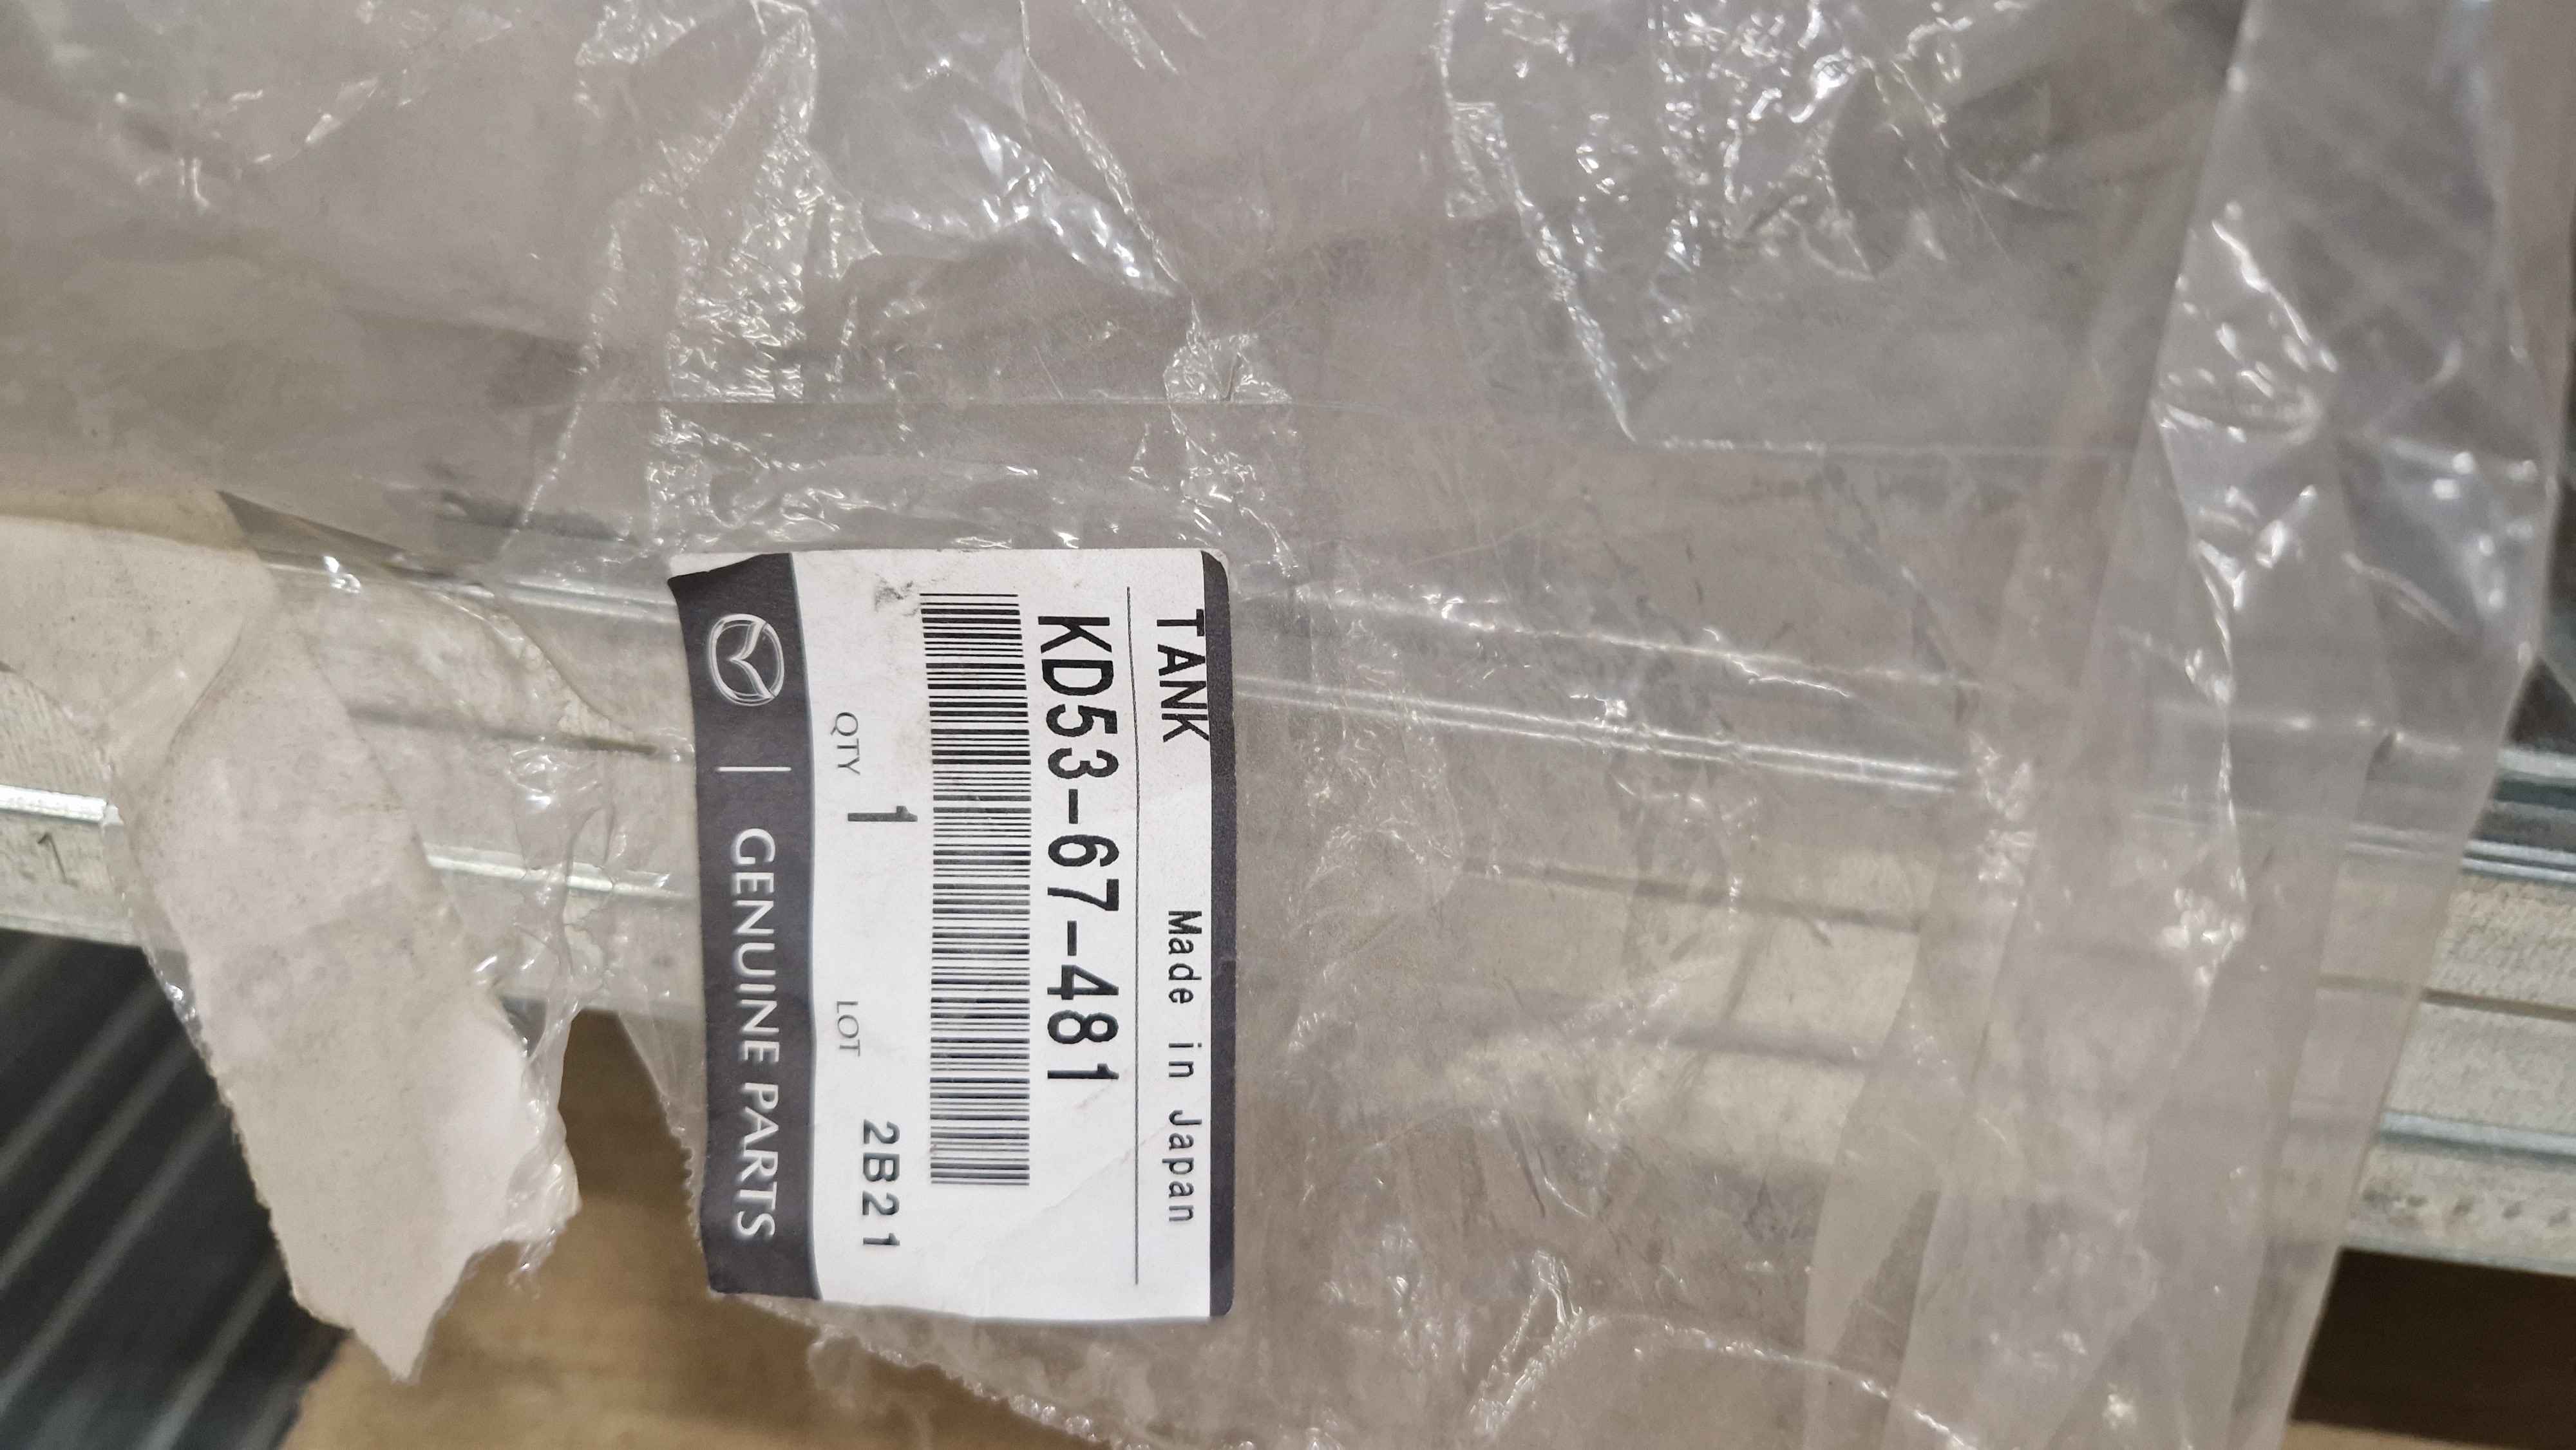 TANK Made in Japan
KD53-67-481
QTY 1 LOT 2B21
GENUINE PARTS